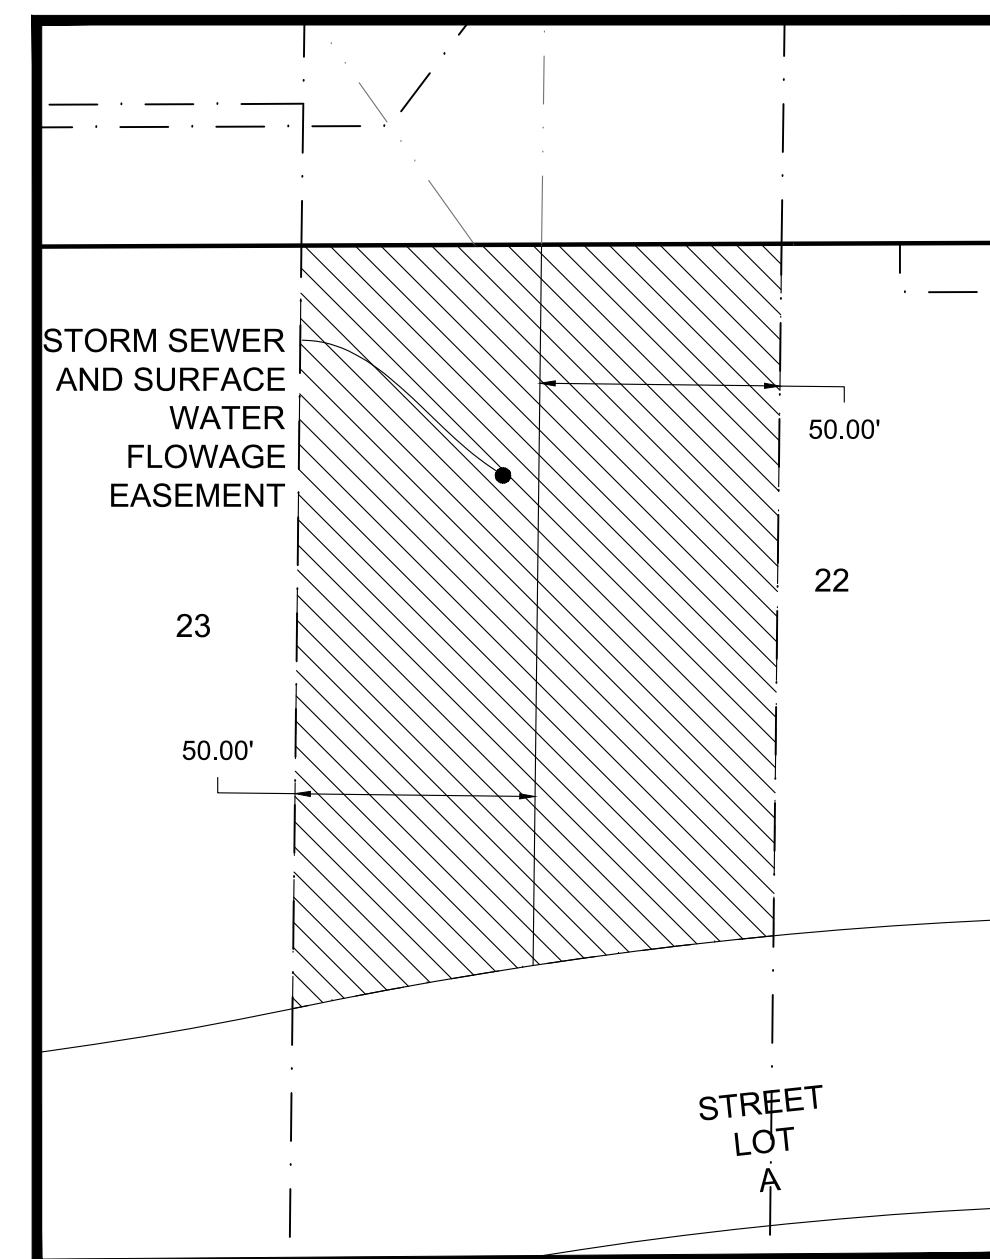 STORM SEWER
AND SURFACE
WATER
FLOWAGE
EASEMENT
50.00'
22
23
50.00'
STREET
LOT
A